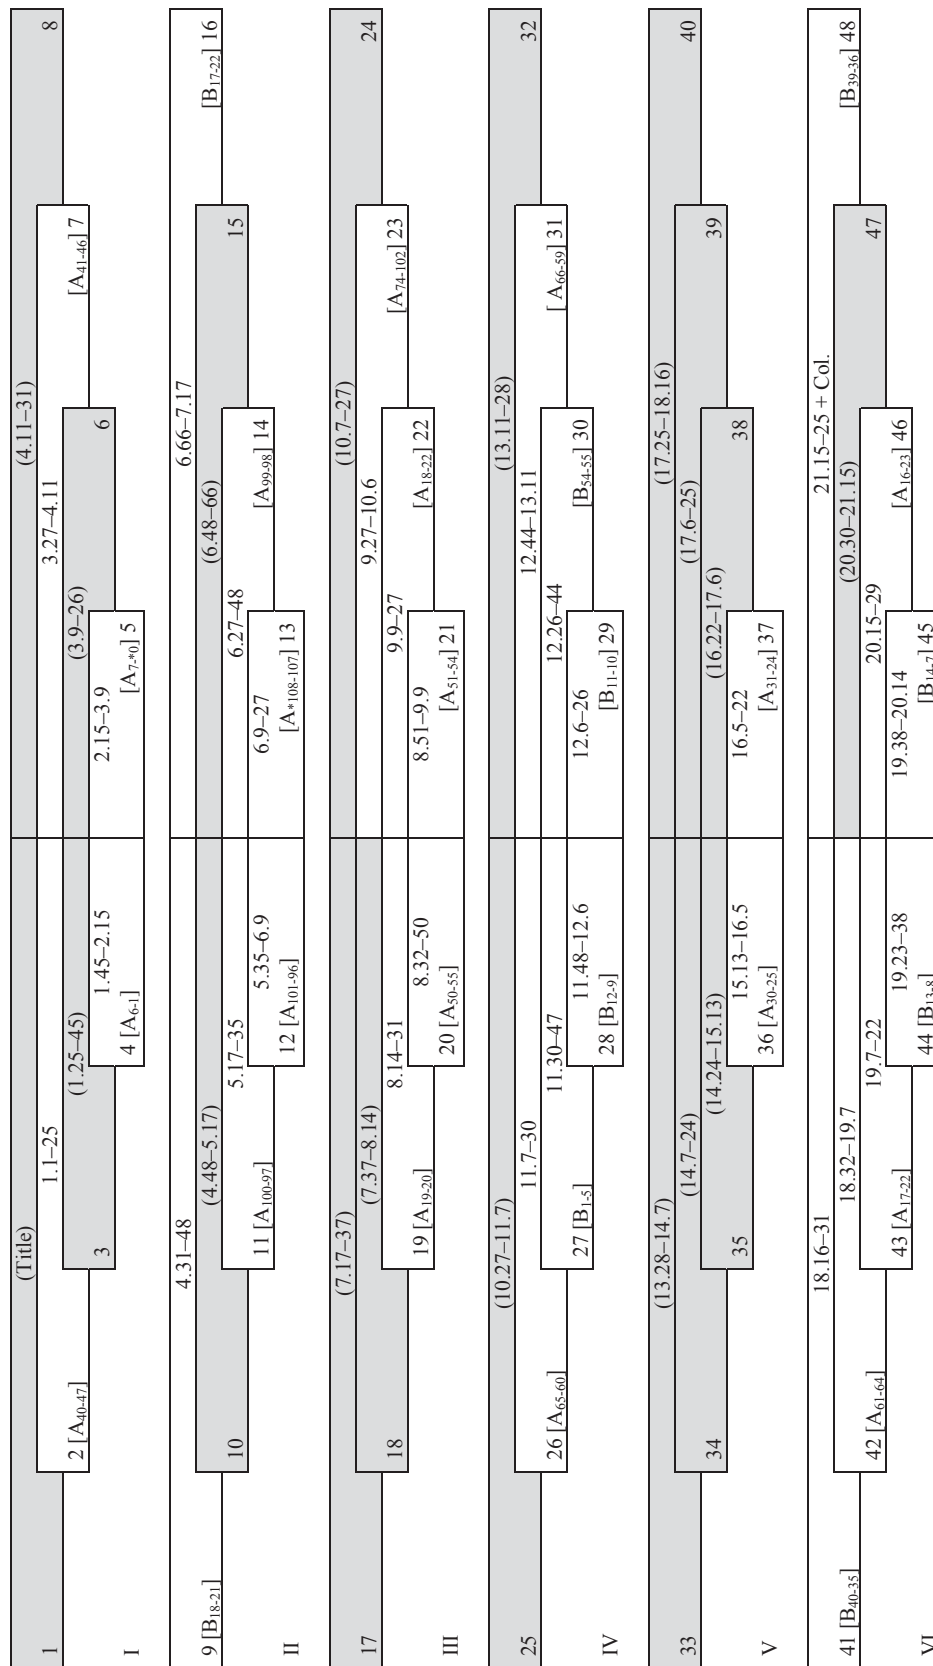 (Title) (4.11–31)
1 1.1–25 3.27–4.11 8
2 [A40-47] (1.25–45) (3.9–26) [A41-46] 7
3 1.45–2.15 2.15–3.9 6
I 4 [A6-1] [A7-*0] 5
4.31–48 6.66–7.17
9 [B18-21] (4.48–5.17) (6.48–66) [B17-22] 16
10 5.17–35 6.27–48 15
11 [A100-97] 5.35–6.9 6.9–27 [A99-98] 14
II 12 [A101-96] [A*108-107] 13
(7.17–37) (10.7–27)
17 (7.37–8.14) 9.27–10.6 24
18 8.14–31 9.9–27 [A74-102] 23
19 [A19-20] 8.32–50 8.51–9.9 [A18-22] 22
III 20 [A50-55] [A51-54] 21
(10.27–11.7) (13.11–28)
25 11.7–30 12.44–13.11 32
26 [A65-60] 11.30–47 12.26–44 [ A66-59] 31
27 [B1-5] 11.48–12.6 12.6–26 [B54-55] 30
IV 28 [B12-9] [B11-10] 29
(13.28–14.7) (17.25–18.16)
33 (14.7–24) (17.6–25) 40
34 (14.24–15.13) (16.22–17.6) 39
35 15.13–16.5 16.5–22 38
V 36 [A30-25] [A31-24] 37
18.16–31 21.15–25 + Col.
41 [B40-35] 18.32–19.7 (20.30–21.15) [B39-36] 48
42 [A61-64] 19.7–22 20.15–29 47
43 [A17-22] 19.23–38 19.38–20.14 [A16-23] 46
VI 44 [B13-8] [B14-7] 45